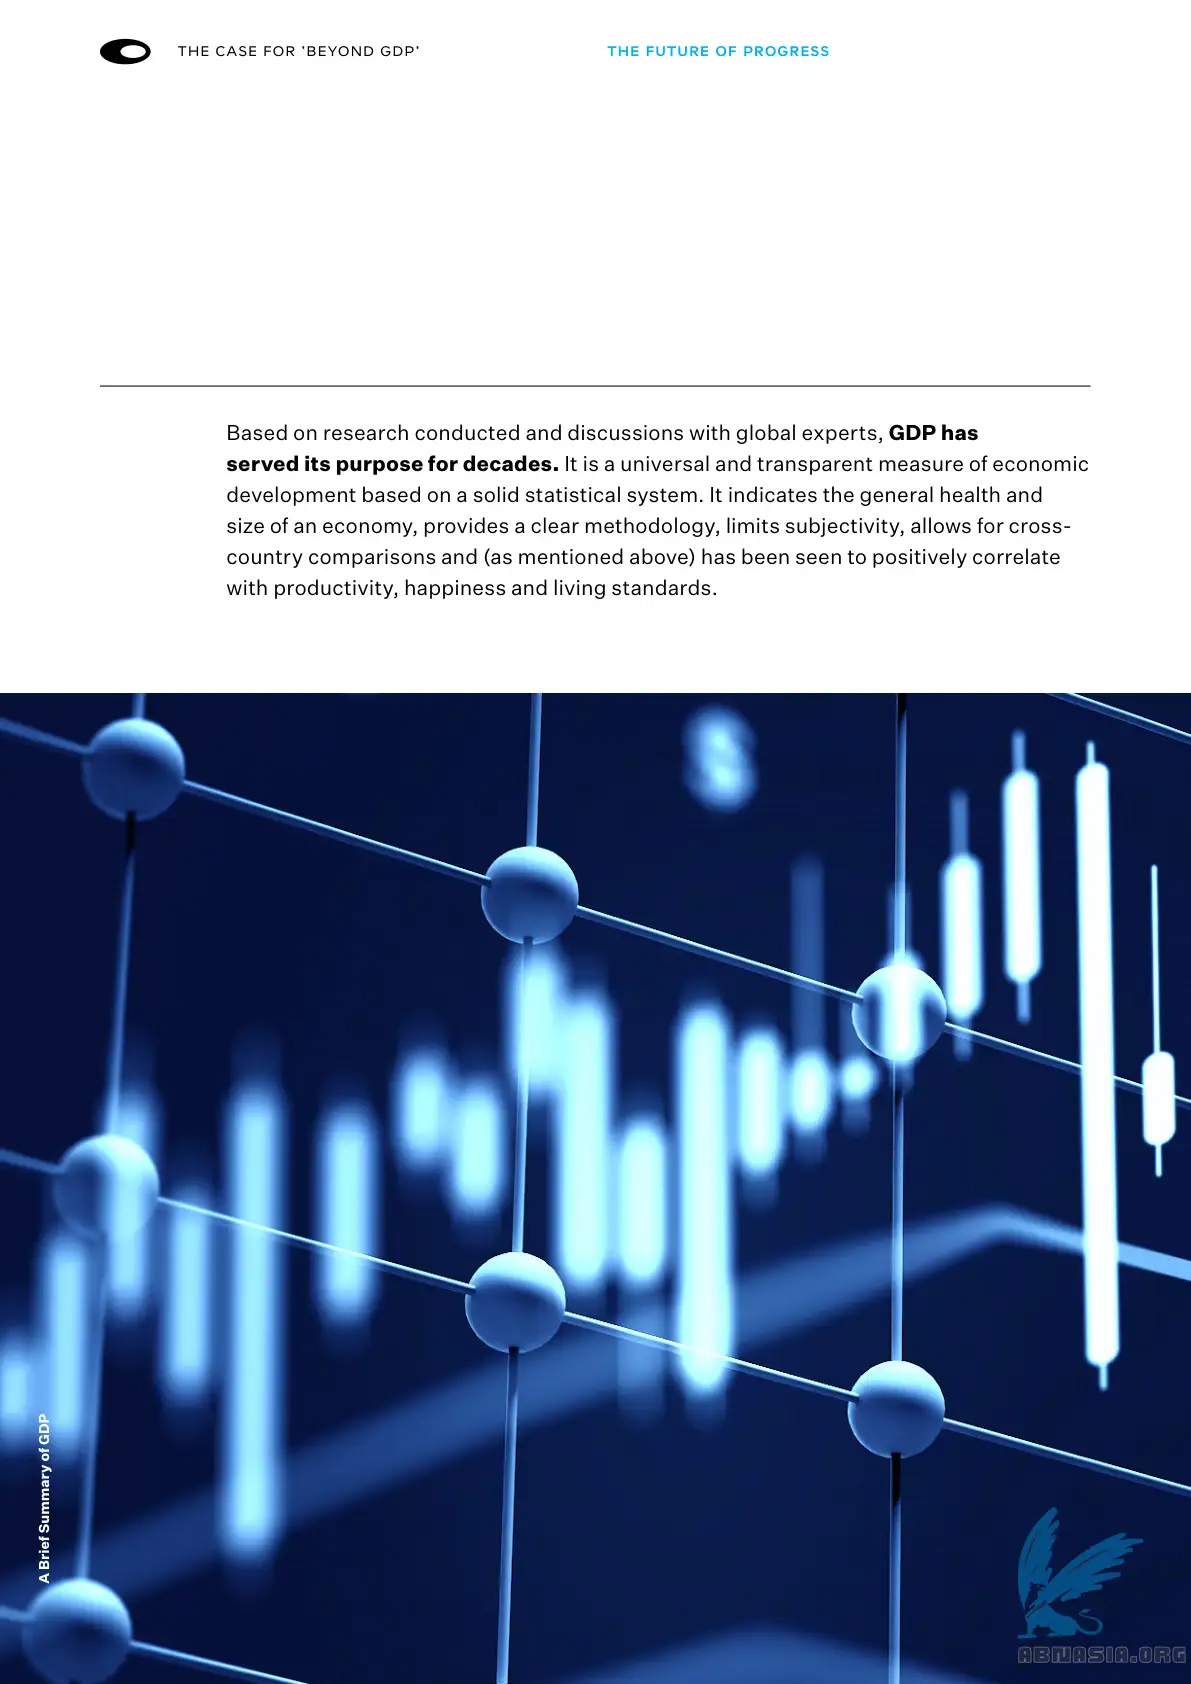 THE CASE FOR 'BEYOND GDP'
THE FUTURE OF PROGRESS
Based on research conducted and discussions with global experts, GDP has
served its purpose for decades. It is a universal and transparent measure of economic
development based on a solid statistical system. It indicates the general health and
size of an economy, provides a clear methodology, limits subjectivity, allows for cross-
country comparisons and (as mentioned above) has been seen to positively correlate
with productivity, happiness and living standards.
A Brief Summary of GDP
ABNASIA.ORG